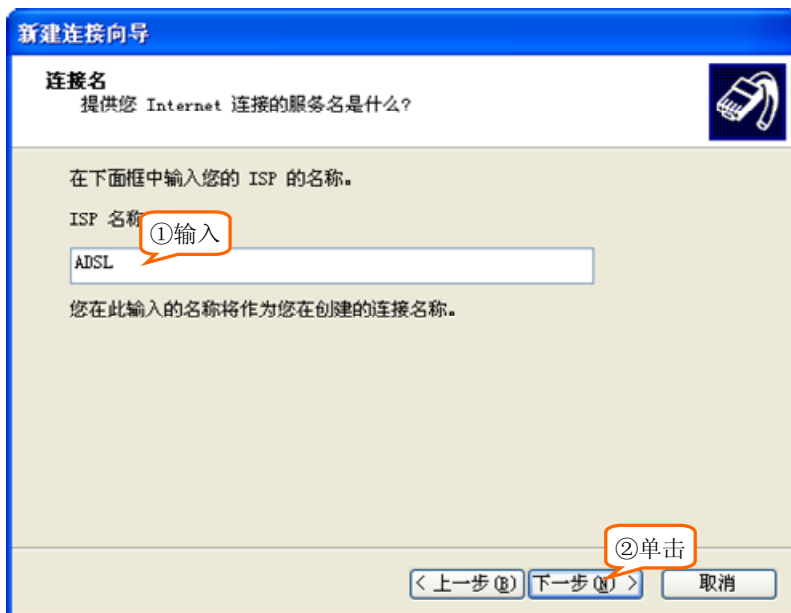 新建连接向导
连接名
提供您 Internet 连接的服务名是什么?
在下面框中输入您的 ISP 的名称。
ISP 名称
①输入
ADSL
您在此输入的名称将作为您在创建的连接名称。
②单击
< 上一步(B)
下一步(N) >
取消